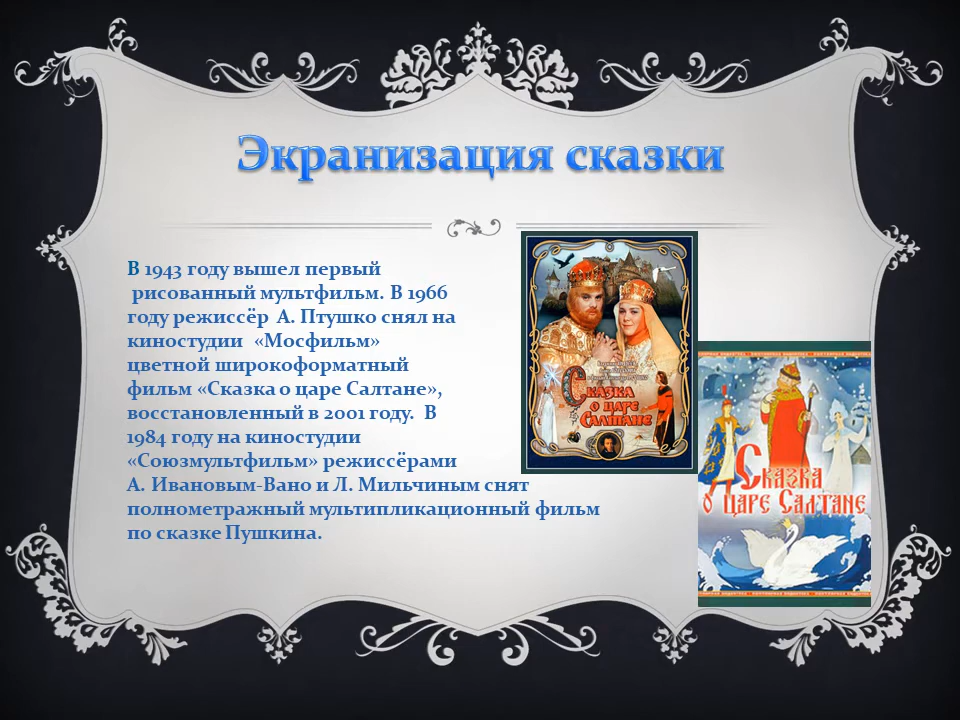 Экранизация сказки
В 1943 году вышел первый
рисованный мультфильм. В 1966
году режиссёр А. Птушко снял на
киностудии «Мосфильм»
цветной широкоформатный
фильм «Сказка о царе Салтане»,
восстановленный в 2001 году. В
1984 году на киностудии
«Союзмультфильм» режиссёрами
А. Ивановым-Вано и Л. Мильчиным снят
полнометражный мультипликационный фильм
по сказке Пушкина.
Сказка
о царе
Салтане
Сказка
о царе Салтане